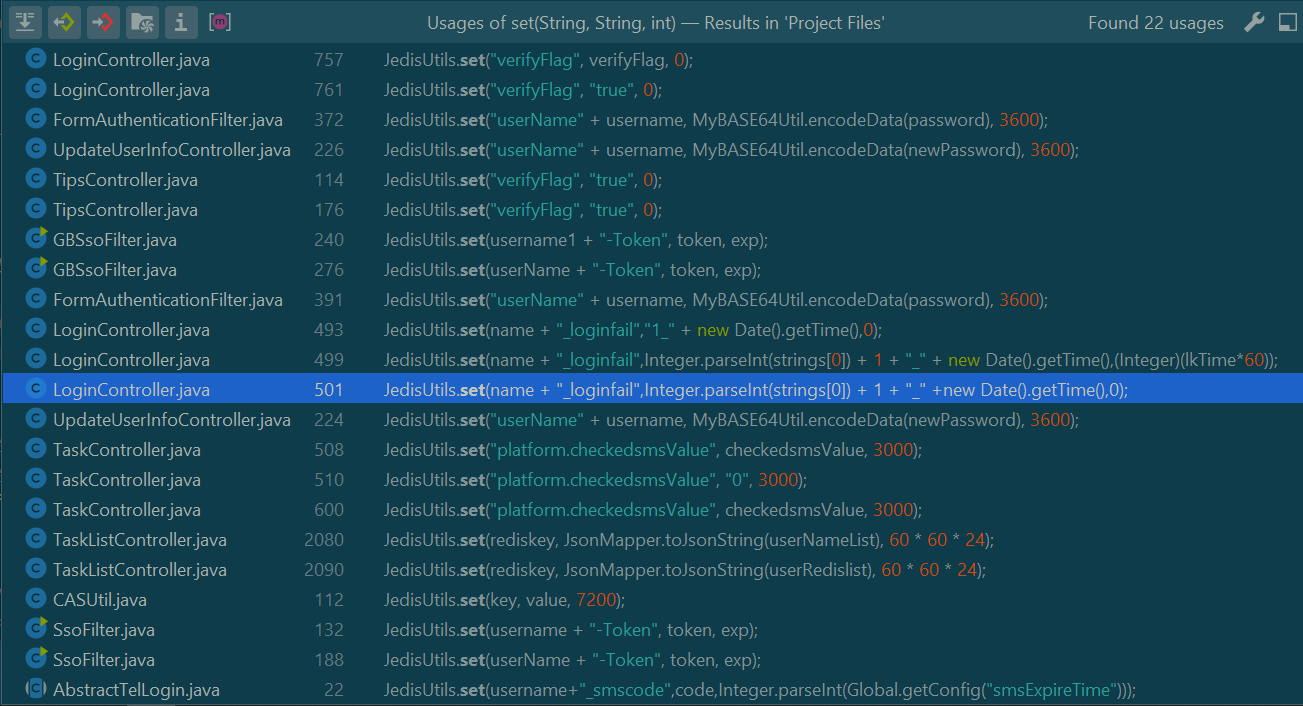 Usages of set(String, String, int) — Results in 'Project Files' Found 22 usages
LoginController.java 757 JedisUtils.set("verifyFlag", verifyFlag, 0);
LoginController.java 761 JedisUtils.set("verifyFlag", "true", 0);
FormAuthenticationFilter.java 372 JedisUtils.set("userName" + username, MyBASE64Util.encodeData(password), 3600);
UpdateUserInfoController.java 226 JedisUtils.set("userName" + username, MyBASE64Util.encodeData(newPassword), 3600);
TipsController.java 114 JedisUtils.set("verifyFlag", "true", 0);
TipsController.java 176 JedisUtils.set("verifyFlag", "true", 0);
GBSsoFilter.java 240 JedisUtils.set(username1 + "-Token", token, exp);
GBSsoFilter.java 276 JedisUtils.set(userName + "-Token", token, exp);
FormAuthenticationFilter.java 391 JedisUtils.set("userName" + username, MyBASE64Util.encodeData(password), 3600);
LoginController.java 493 JedisUtils.set(name + "_loginfail","1_" + new Date().getTime(),0);
LoginController.java 499 JedisUtils.set(name + "_loginfail",Integer.parseInt(strings[0]) + 1 + "_" + new Date().getTime(),(Integer)(lkTime*60));
LoginController.java 501 JedisUtils.set(name + "_loginfail",Integer.parseInt(strings[0]) + 1 + "_" +new Date().getTime(),0);
UpdateUserInfoController.java 224 JedisUtils.set("userName" + username, MyBASE64Util.encodeData(newPassword), 3600);
TaskController.java 508 JedisUtils.set("platform.checkedsmsValue", checkedsmsValue, 3000);
TaskController.java 510 JedisUtils.set("platform.checkedsmsValue", "0", 3000);
TaskController.java 600 JedisUtils.set("platform.checkedsmsValue", checkedsmsValue, 3000);
TaskListController.java 2080 JedisUtils.set(rediskey, JsonMapper.toJsonString(userNameList), 60 * 60 * 24);
TaskListController.java 2090 JedisUtils.set(rediskey, JsonMapper.toJsonString(userRedislist), 60 * 60 * 24);
CASUtil.java 112 JedisUtils.set(key, value, 7200);
SsoFilter.java 132 JedisUtils.set(username + "-Token", token, exp);
SsoFilter.java 188 JedisUtils.set(userName + "-Token", token, exp);
AbstractTelLogin.java 22 JedisUtils.set(username+"_smscode",code,Integer.parseInt(Global.getConfig("smsExpireTime")));